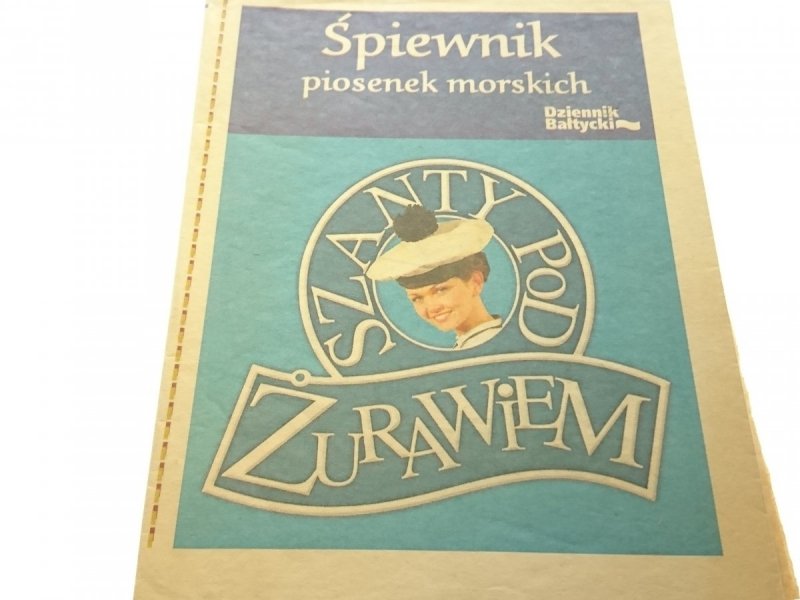 Śpiewnik
piosenek morskich
Dziennik
Bałtycki
SZANTY POD
ŻURAWiEM